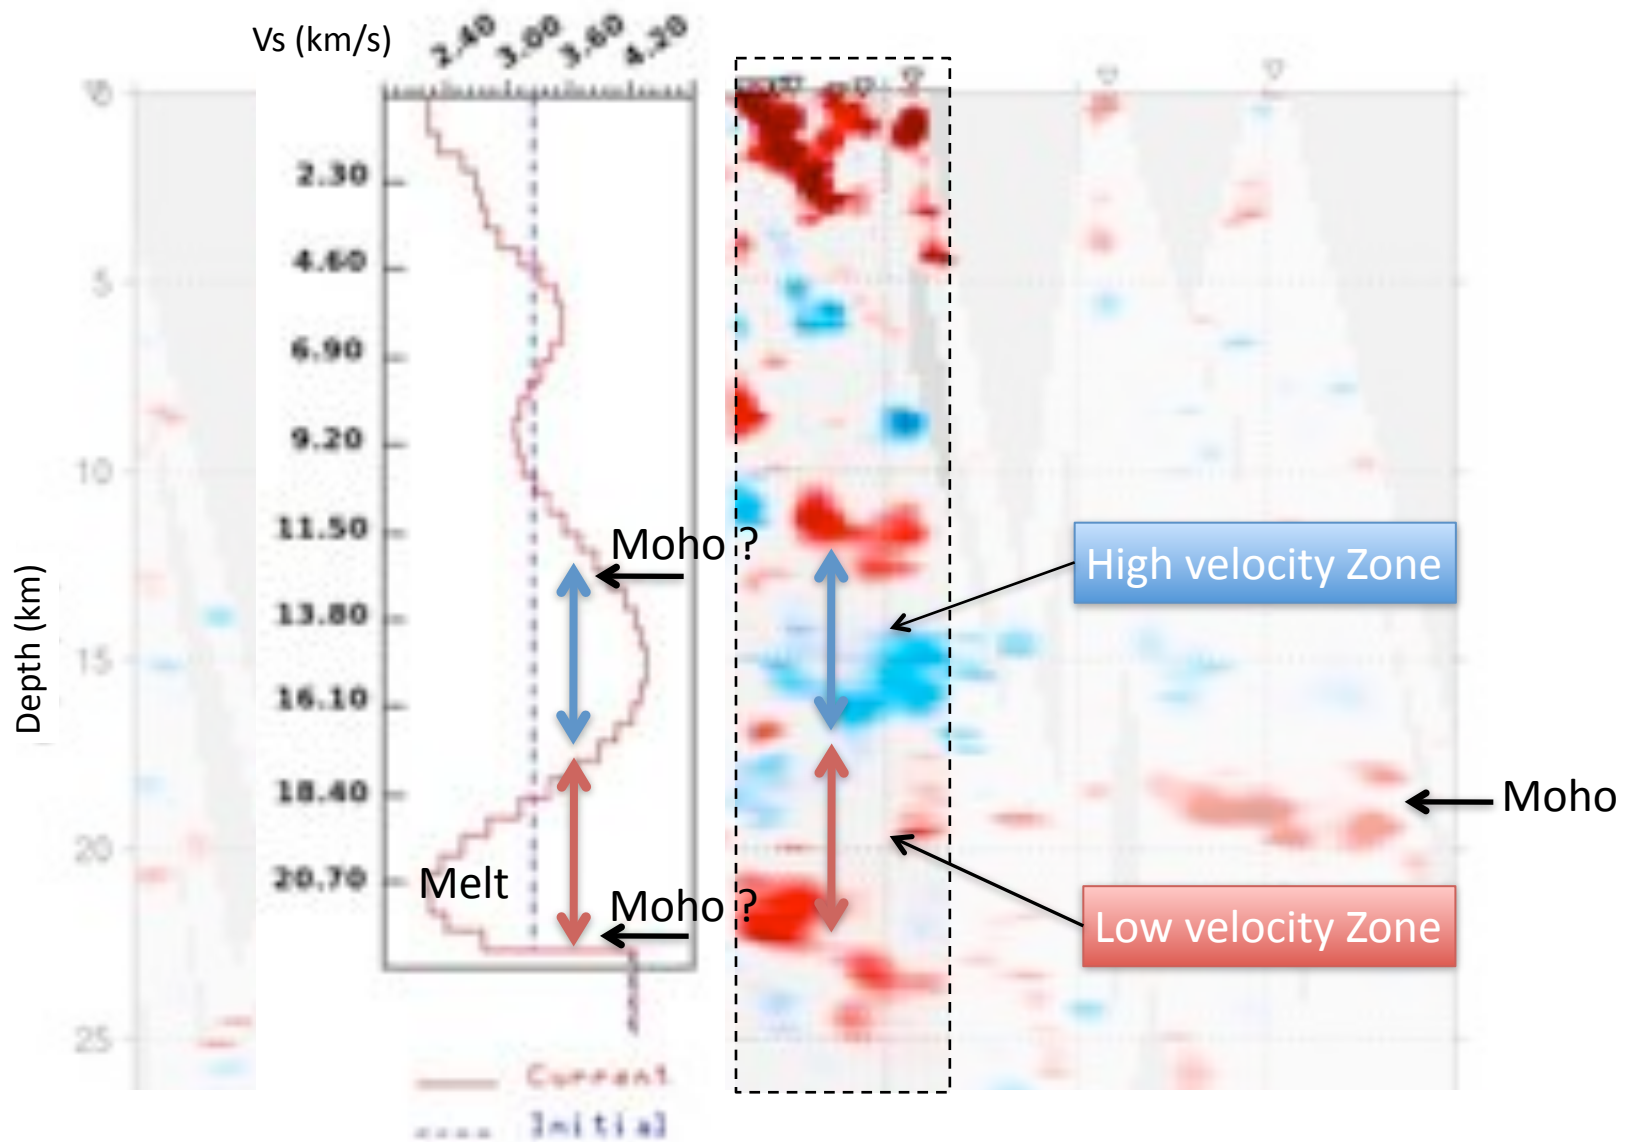 Vs (km/s)
2.40 3.00 3.60 4.20
2.30
4.60
5
6.90
9.20
10
11.50
Moho ?
High velocity Zone
13.80
15
Depth (km)
16.10
18.40
Moho
20
20.70
Melt
Moho ?
Low velocity Zone
25
Current
Initial